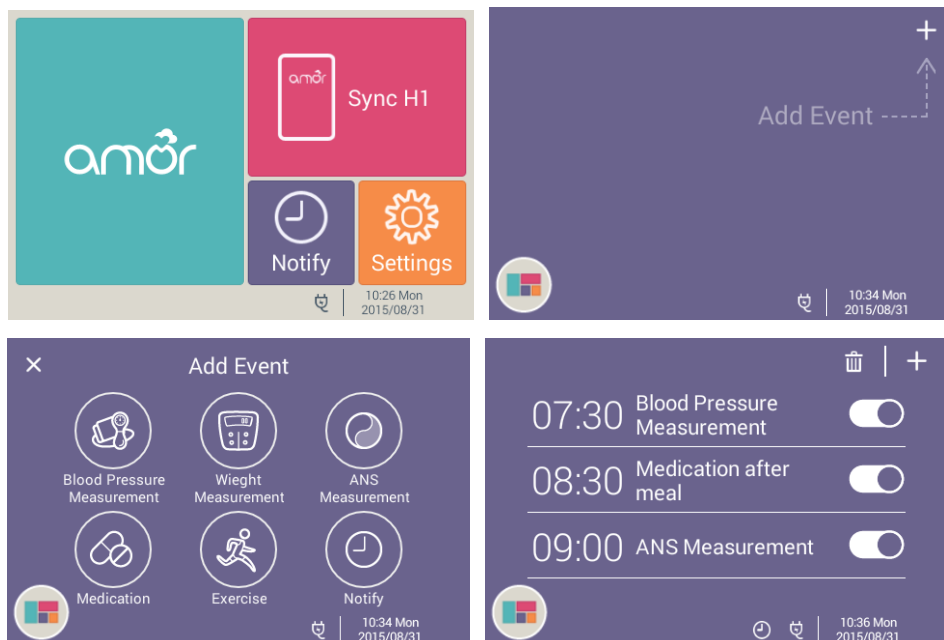 amor
amor
Sync H1
Notify
Settings
10:26 Mon
2015/08/31
+
Add Event
10:34 Mon
2015/08/31
×
Add Event
Blood Pressure
Measurement
Wieght
Measurement
88
ANS
Measurement
Medication
Exercise
Notify
10:34 Mon
2015/08/31
+
07:30
Blood Pressure
Measurement
08:30
Medication after
meal
09:00
ANS Measurement
10:36 Mon
2015/08/31